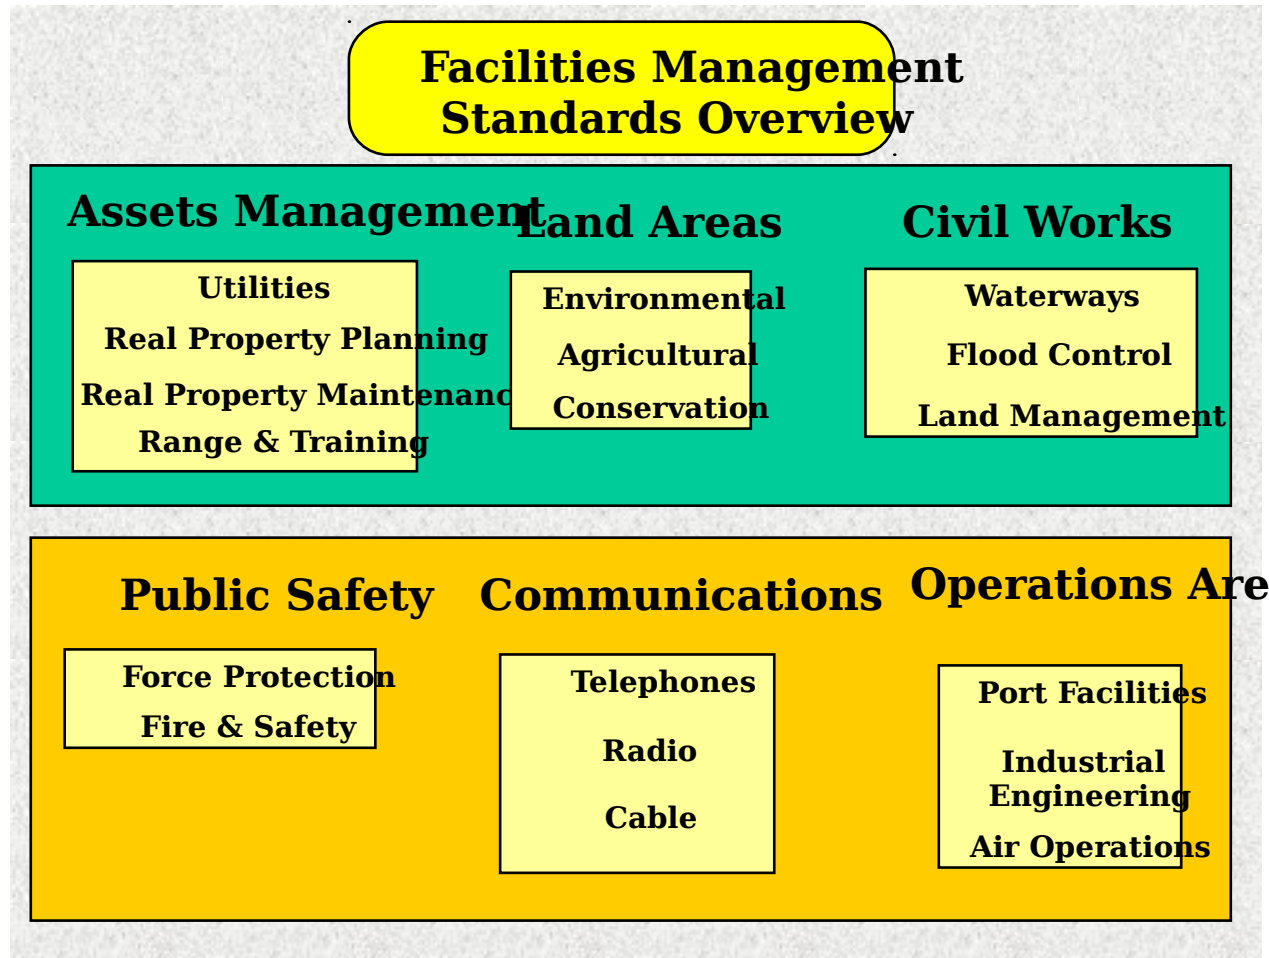 Facilities Management
Standards Overview
Assets Management
Land Areas
Civil Works
Utilities
Real Property Planning
Real Property Maintenanc
Range & Training
Environmental
Agricultural
Conservation
Waterways
Flood Control
Land Management
Public Safety
Communications
Operations Are
Force Protection
Fire & Safety
Telephones
Radio
Cable
Port Facilities
Industrial
Engineering
Air Operations